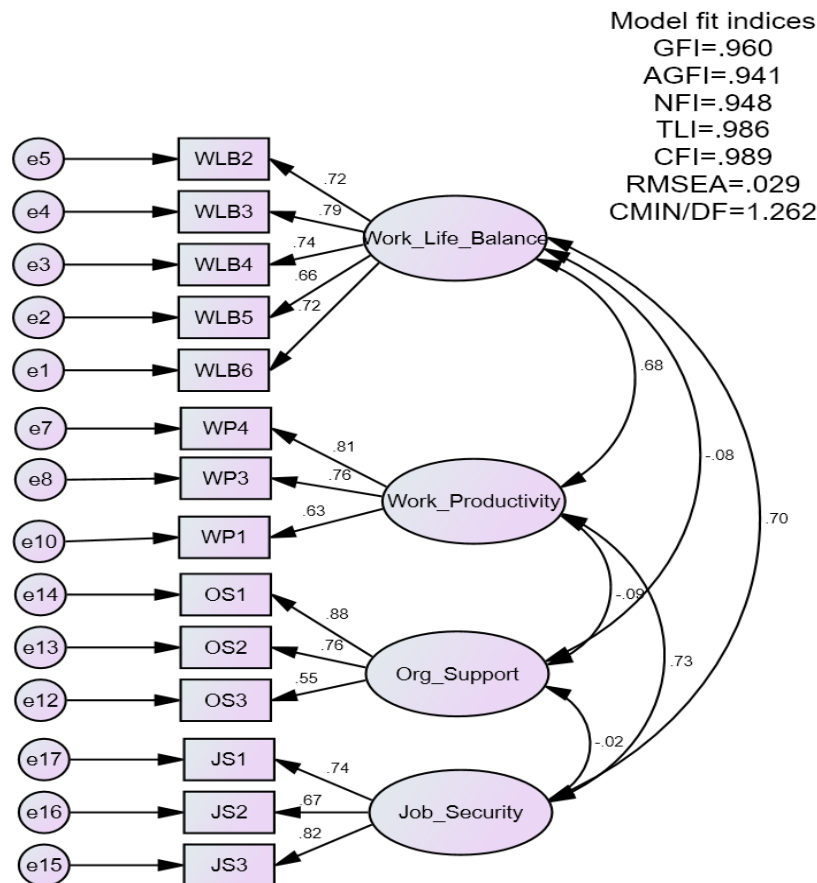 Model fit indices
GFI=.960
AGFI=.941
NFI=.948
TLI=.986
CFI=.989
RMSEA=.029
CMIN/DF=1.262
e5 WLB2 .72
e4 WLB3 .79
e3 WLB4 .74
e2 WLB5 .66
e1 WLB6 .72
Work_Life_Balance
.68
e7 WP4 .81
e8 WP3 .76
e10 WP1 .63
Work_Productivity
-.08
.70
e14 OS1 .88
e13 OS2 .76
e12 OS3 .55
Org_Support
-.09
.73
-.02
e17 JS1 .74
e16 JS2 .67
e15 JS3 .82
Job_Security